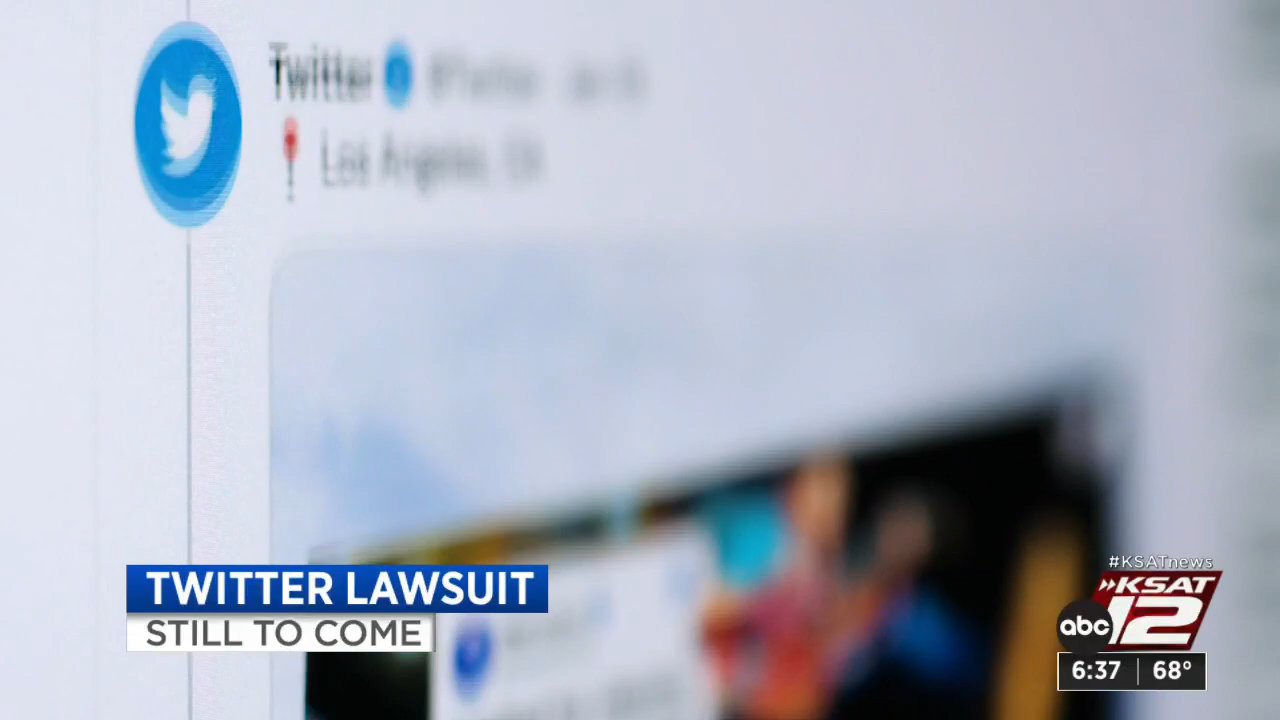 Twitter
Los Angeles, CA
TWITTER LAWSUIT
STILL TO COME
#KSATnews
KSAT
abc 12
6:37 68°